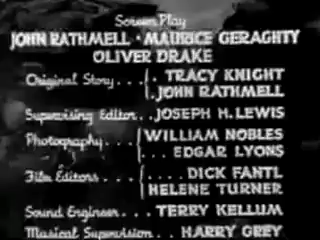 Screen Play
JOHN RATHMELL • MAURICE GERAGHTY
OLIVER DRAKE
Original Story . . . { . . TRACY KNIGHT
. JOHN RATHMELL
Supervising Editor . . JOSEPH H. LEWIS
Photography . . . . { WILLIAM NOBLES
. . . EDGAR LYONS
Film Editors . . . . { . . . . DICK FANTL
HELENE TURNER
Sound Engineer . . . TERRY KELLUM
Musical Supervision . . HARRY GREY